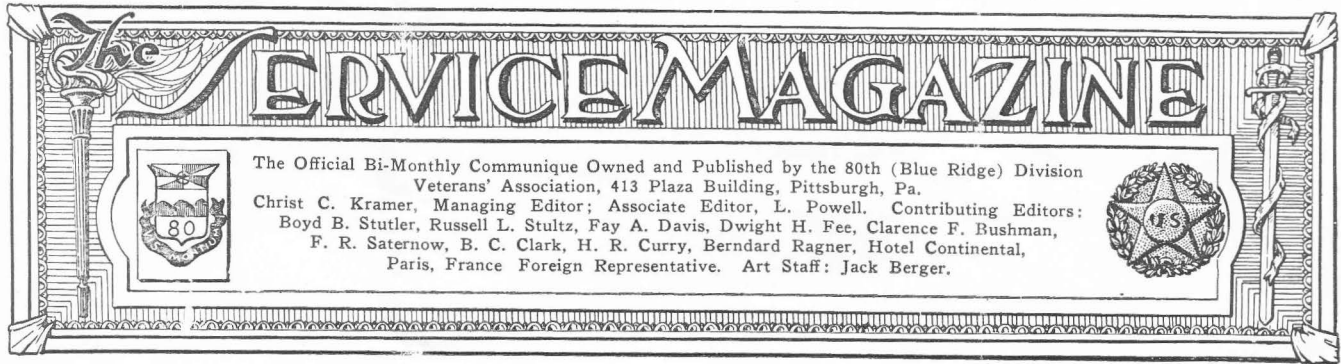 The SERVICE MAGAZINE
The Official Bi-Monthly Communique Owned and Published by the 80th (Blue Ridge) Division
Veterans' Association, 413 Plaza Building, Pittsburgh, Pa.
Christ C. Kramer, Managing Editor; Associate Editor, L. Powell. Contributing Editors:
Boyd B. Stutler, Russell L. Stultz, Fay A. Davis, Dwight H. Fee, Clarence F. Bushman,
F. R. Saternow, B. C. Clark, H. R. Curry, Berndard Ragner, Hotel Continental,
Paris, France Foreign Representative. Art Staff: Jack Berger.
80
U.S